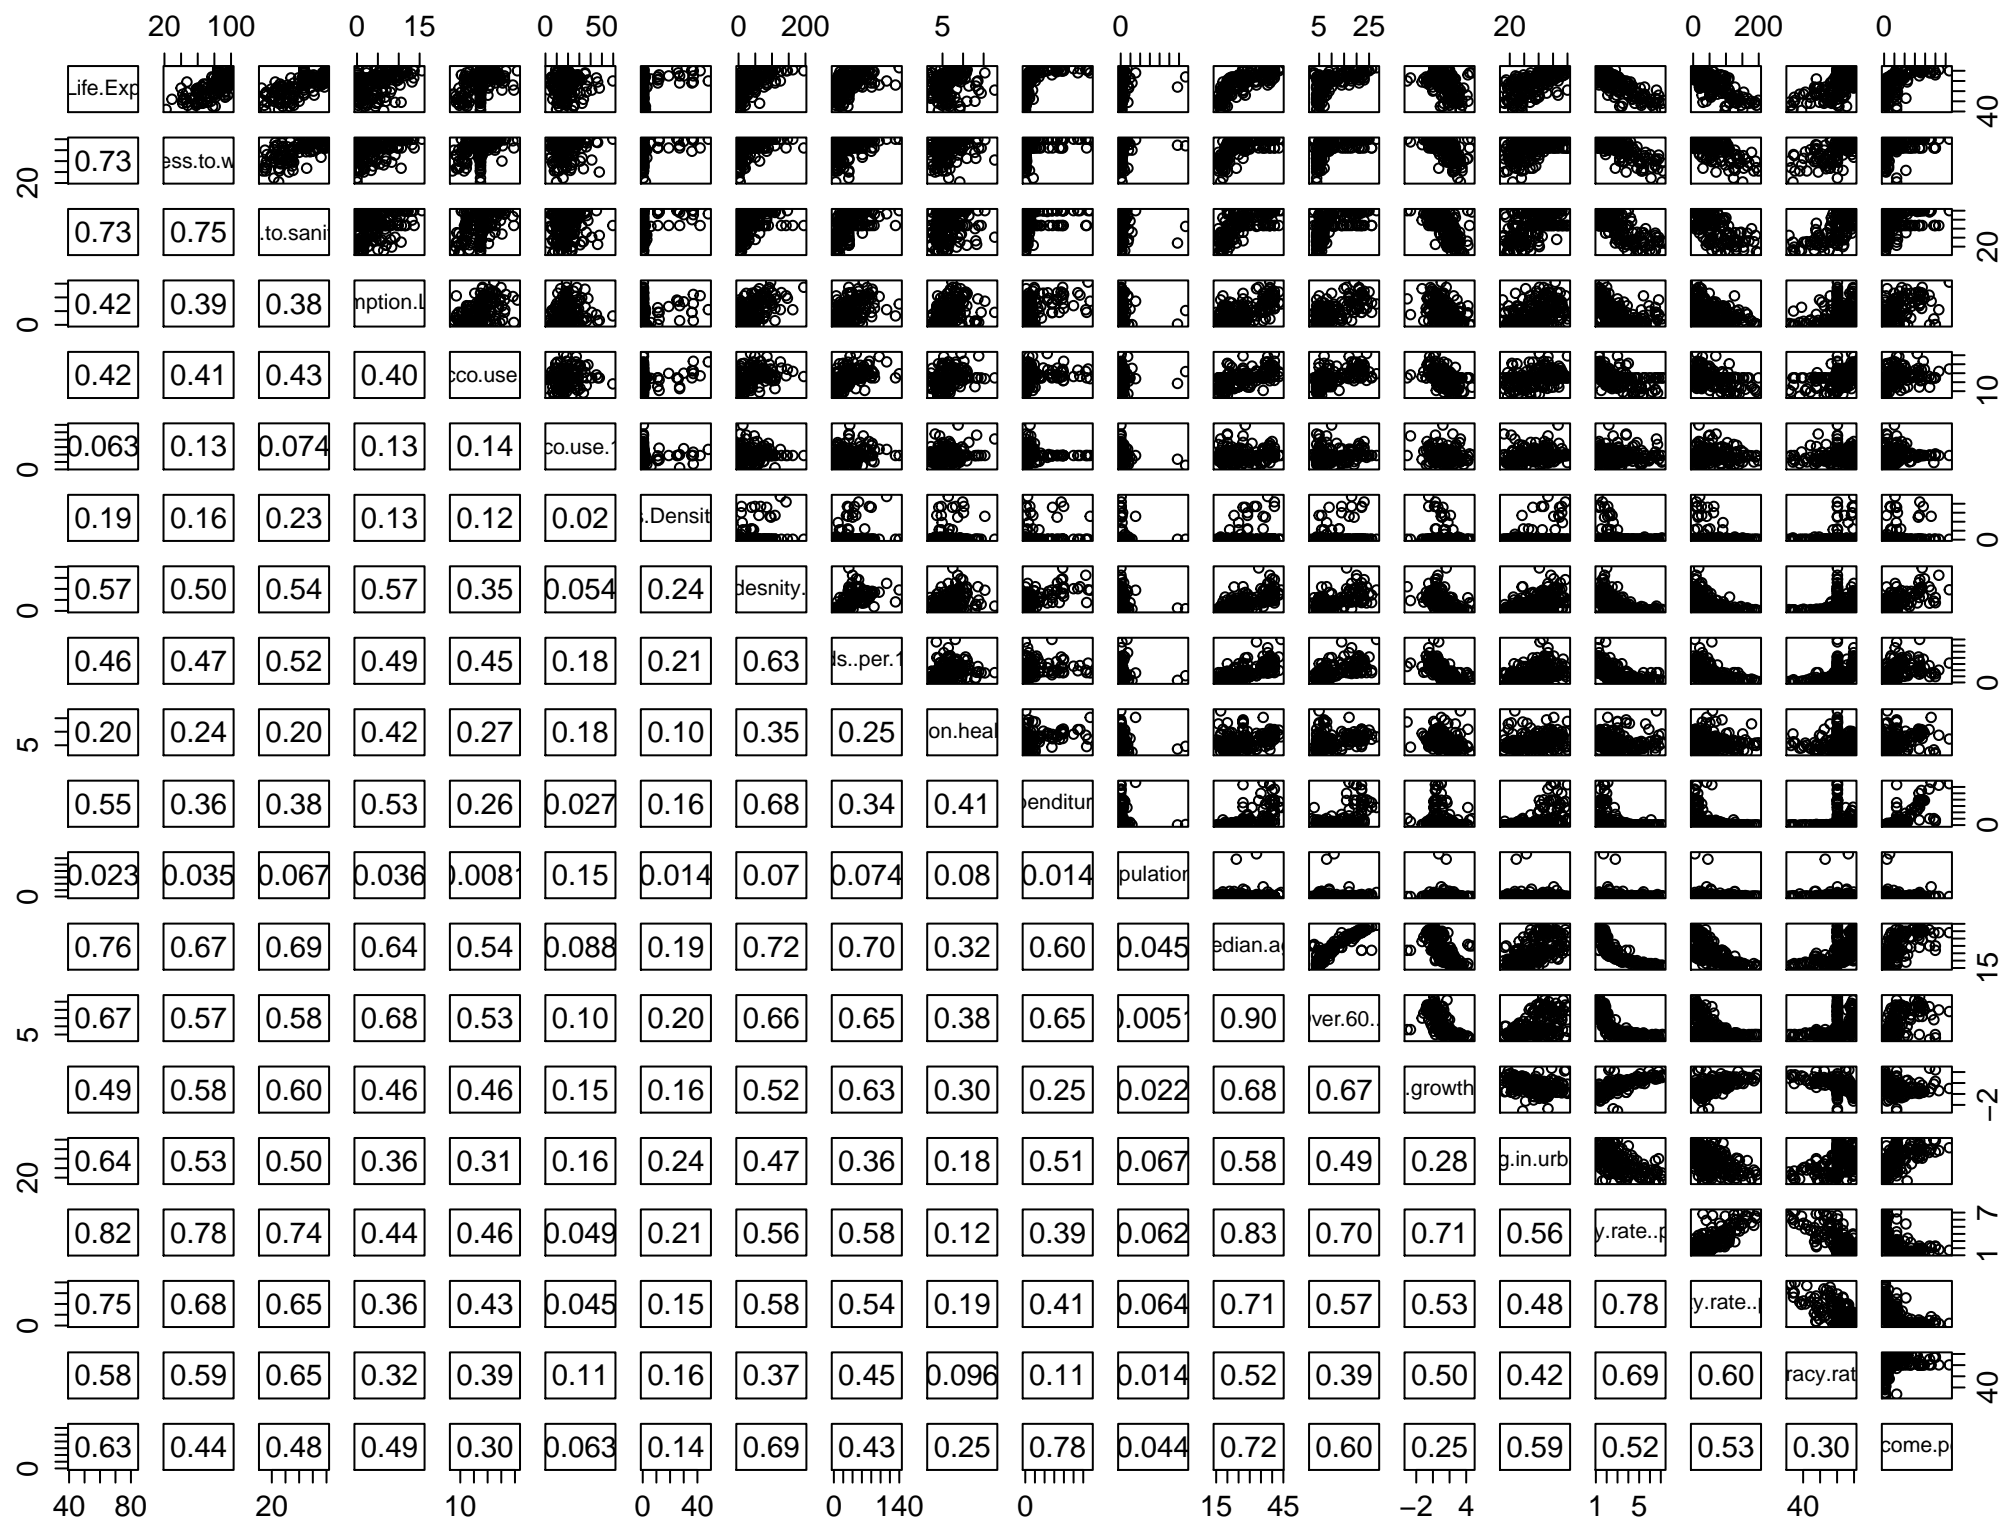 20 100 0 15 0 50 0 200 5 0 5 25 20 0 200 0
Life.Exp 40
20 0.73 ess.to.w
0.73 0.75 .to.sani 20
0 0.42 0.39 0.38 mption.L
0.42 0.41 0.43 0.40 cco.use 10
0 0.063 0.13 0.074 0.13 0.14 co.use.1
0.19 0.16 0.23 0.13 0.12 0.02 s.Densit 0
0 0.57 0.50 0.54 0.57 0.35 0.054 0.24 desnity.
0.46 0.47 0.52 0.49 0.45 0.18 0.21 0.63 ds..per.1 0
5 0.20 0.24 0.20 0.42 0.27 0.18 0.10 0.35 0.25 on.heal
0.55 0.36 0.38 0.53 0.26 0.027 0.16 0.68 0.34 0.41 penditur 0
0 0.023 0.035 0.067 0.036 0.0081 0.15 0.014 0.07 0.074 0.08 0.014 pulation
0.76 0.67 0.69 0.64 0.54 0.088 0.19 0.72 0.70 0.32 0.60 0.045 edian.ag 15
5 0.67 0.57 0.58 0.68 0.53 0.10 0.20 0.66 0.65 0.38 0.65 0.0051 0.90 ver.60..
0.49 0.58 0.60 0.46 0.46 0.15 0.16 0.52 0.63 0.30 0.25 0.022 0.68 0.67 .growth −2
20 0.64 0.53 0.50 0.36 0.31 0.16 0.24 0.47 0.36 0.18 0.51 0.067 0.58 0.49 0.28 g.in.urb
0.82 0.78 0.74 0.44 0.46 0.049 0.21 0.56 0.58 0.12 0.39 0.062 0.83 0.70 0.71 0.56 y.rate..p 1 7
0 0.75 0.68 0.65 0.36 0.43 0.045 0.15 0.58 0.54 0.19 0.41 0.064 0.71 0.57 0.53 0.48 0.78 y.rate..p
0.58 0.59 0.65 0.32 0.39 0.11 0.16 0.37 0.45 0.096 0.11 0.014 0.52 0.39 0.50 0.42 0.69 0.60 racy.rat 40
0 0.63 0.44 0.48 0.49 0.30 0.063 0.14 0.69 0.43 0.25 0.78 0.044 0.72 0.60 0.25 0.59 0.52 0.53 0.30 come.p
40 80 20 10 0 40 0 140 0 15 45 −2 4 1 5 40